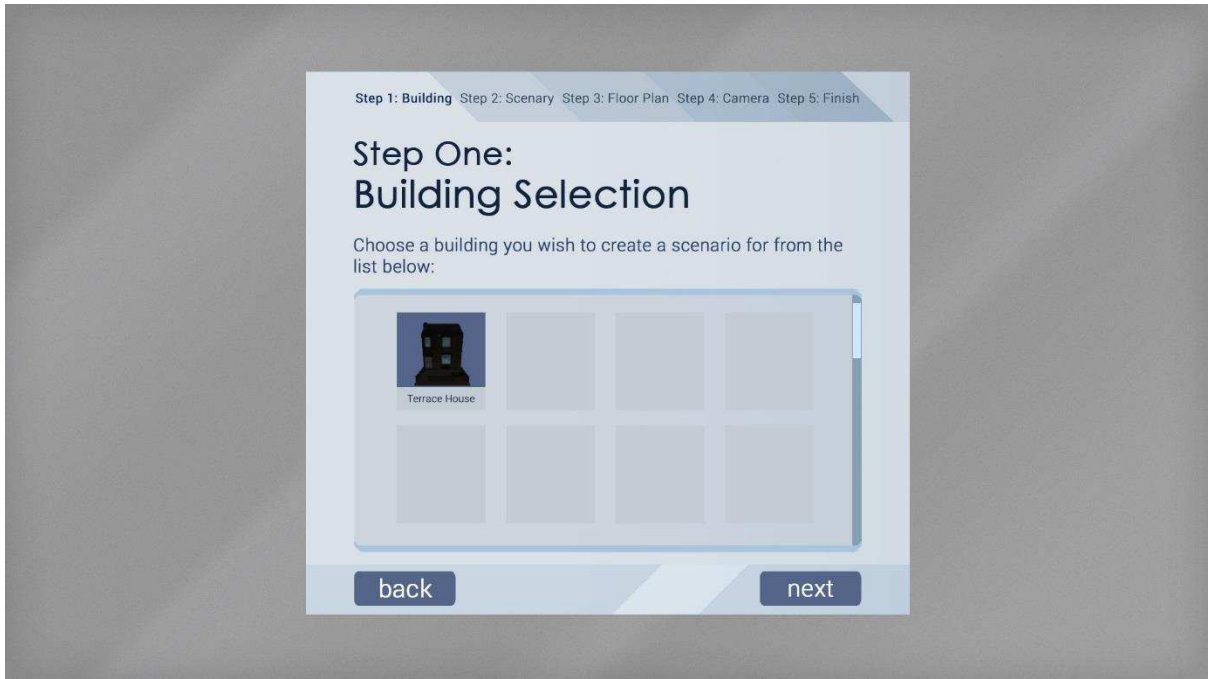 Step 1: Building Step 2: Scenary Step 3: Floor Plan Step 4: Camera Step 5: Finish
Step One:
Building Selection
Choose a building you wish to create a scenario for from the
list below:
Terrace House
back
next